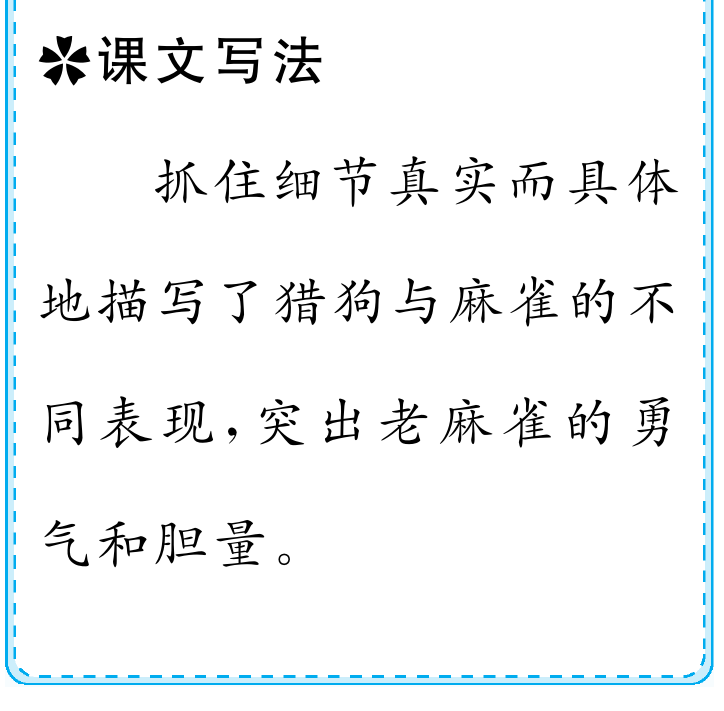 课文写法
抓住细节真实而具体
地描写了猎狗与麻雀的不
同表现,突出老麻雀的勇
气和胆量。